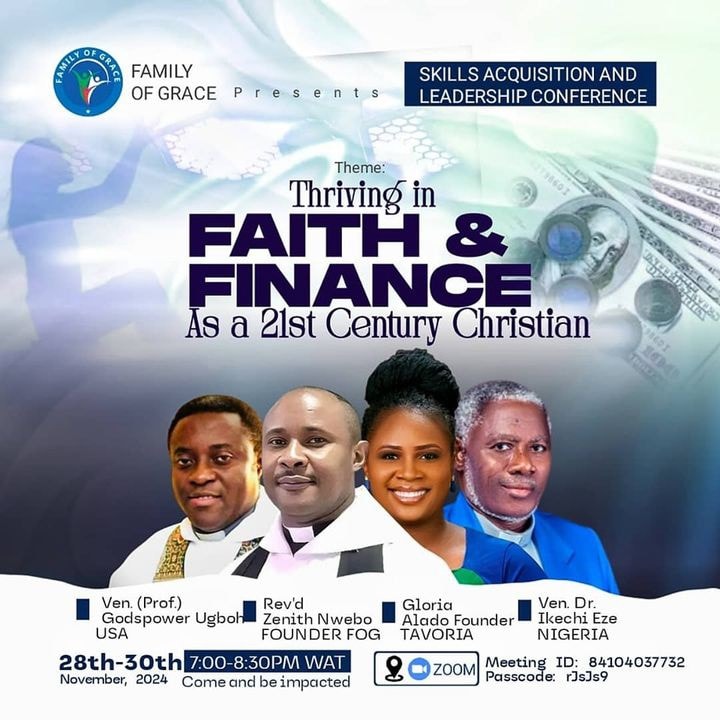 FAMILY OF GRACE
FAMILY
OF GRACE Presents
SKILLS ACQUISITION AND
LEADERSHIP CONFERENCE
Theme:
Thriving in
FAITH &
FINANCE
As a 21st Century Christian
Ven. (Prof.)
Godspower Ugboh
USA
Rev'd
Zenith Nwebo
FOUNDER FOG
Gloria
Alado Founder
TAVORIA
Ven. Dr.
Ikechi Eze
NIGERIA
28th-30th
November, 2024
7:00-8:30PM WAT
Come and be impacted
ZOOM
Meeting ID: 84104037732
Passcode: rJsJs9